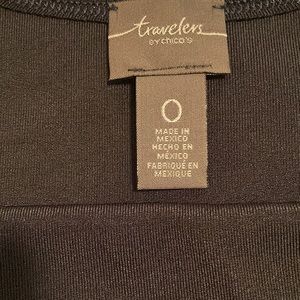 travelers
BY CHICO'S
0
MADE IN
MEXICO
HECHO EN
MÉXICO
FABRIQUÉ EN
MEXIQUE